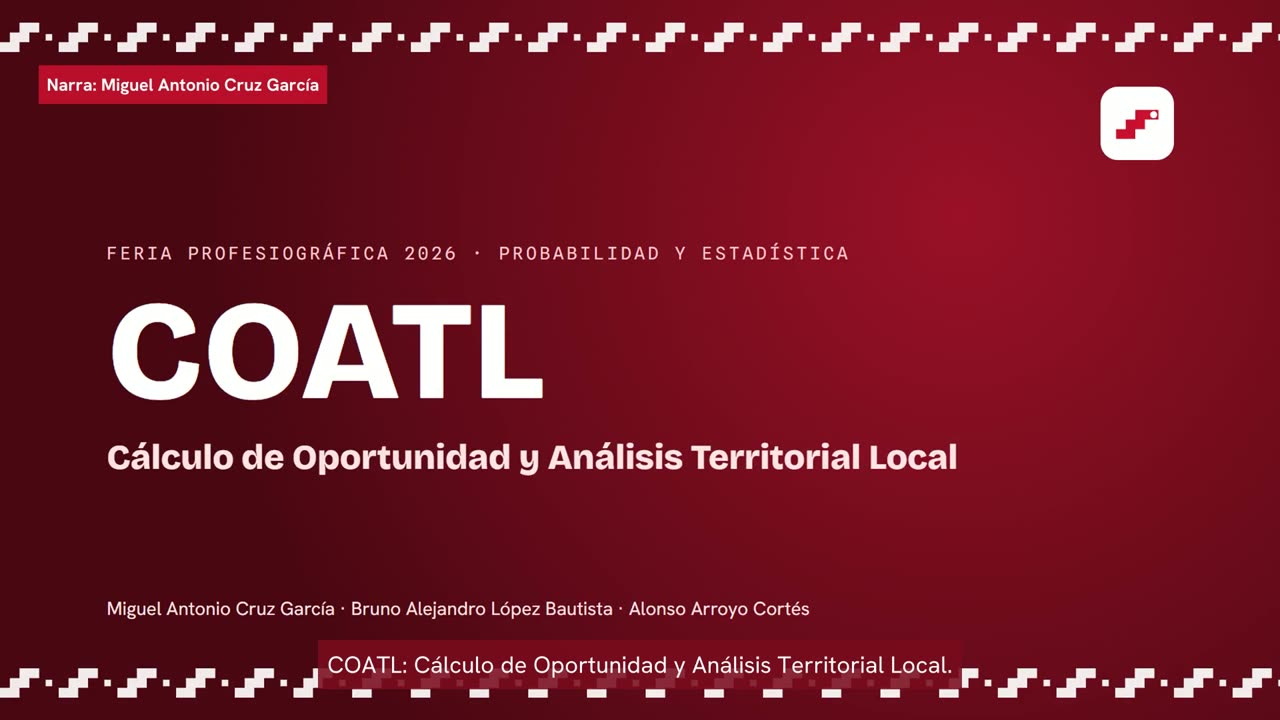 Narra: Miguel Antonio Cruz García
FERIA PROFESIOGRÁFICA 2026 · PROBABILIDAD Y ESTADÍSTICA
COATL
Cálculo de Oportunidad y Análisis Territorial Local
Miguel Antonio Cruz García · Bruno Alejandro López Bautista · Alonso Arroyo Cortés
COATL: Cálculo de Oportunidad y Análisis Territorial Local.